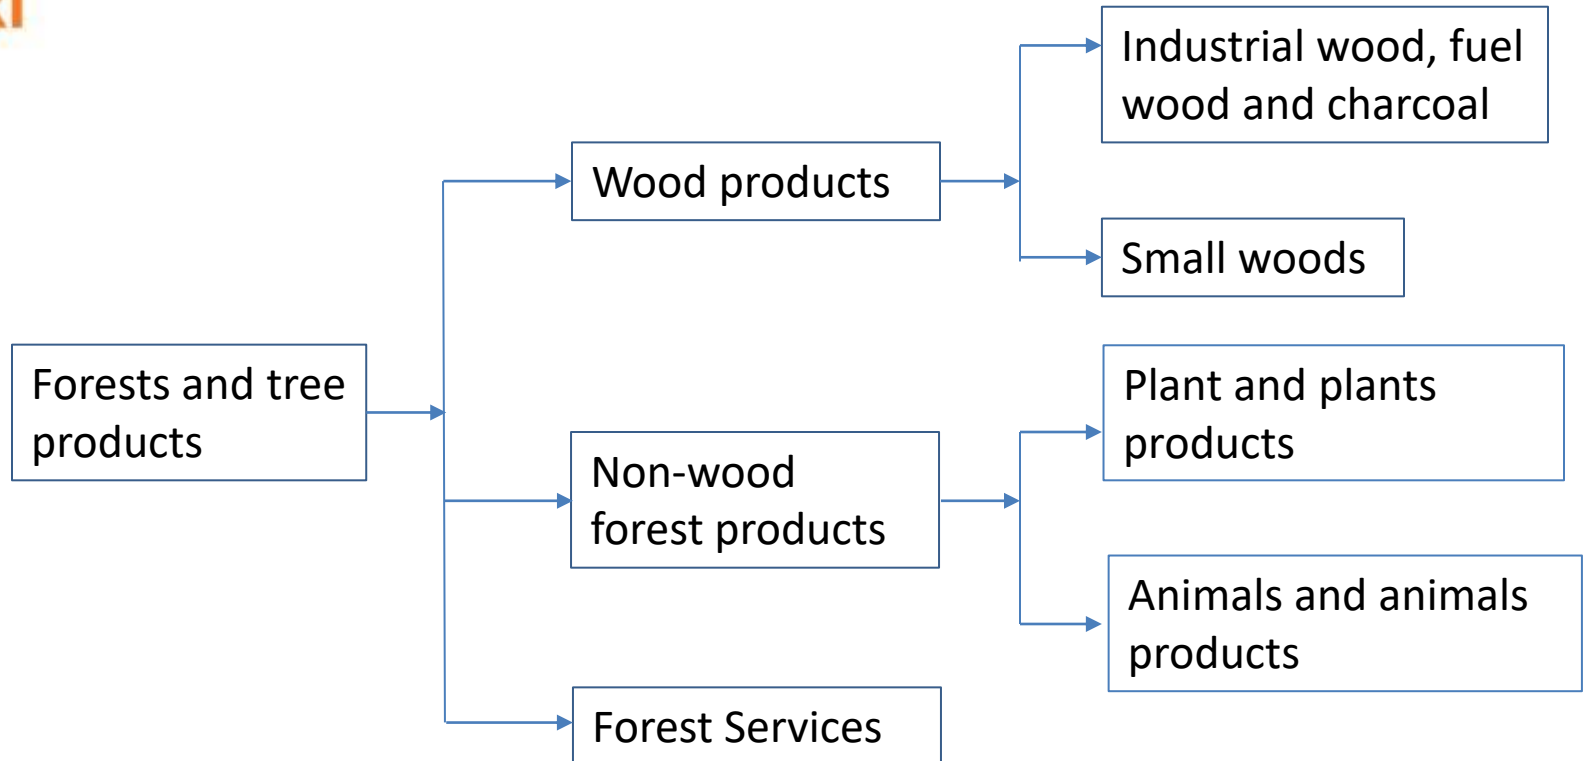 Industrial wood, fuel
wood and charcoal
Wood products
Small woods
Forests and tree
products
Plant and plants
products
Non-wood
forest products
Animals and animals
products
Forest Services